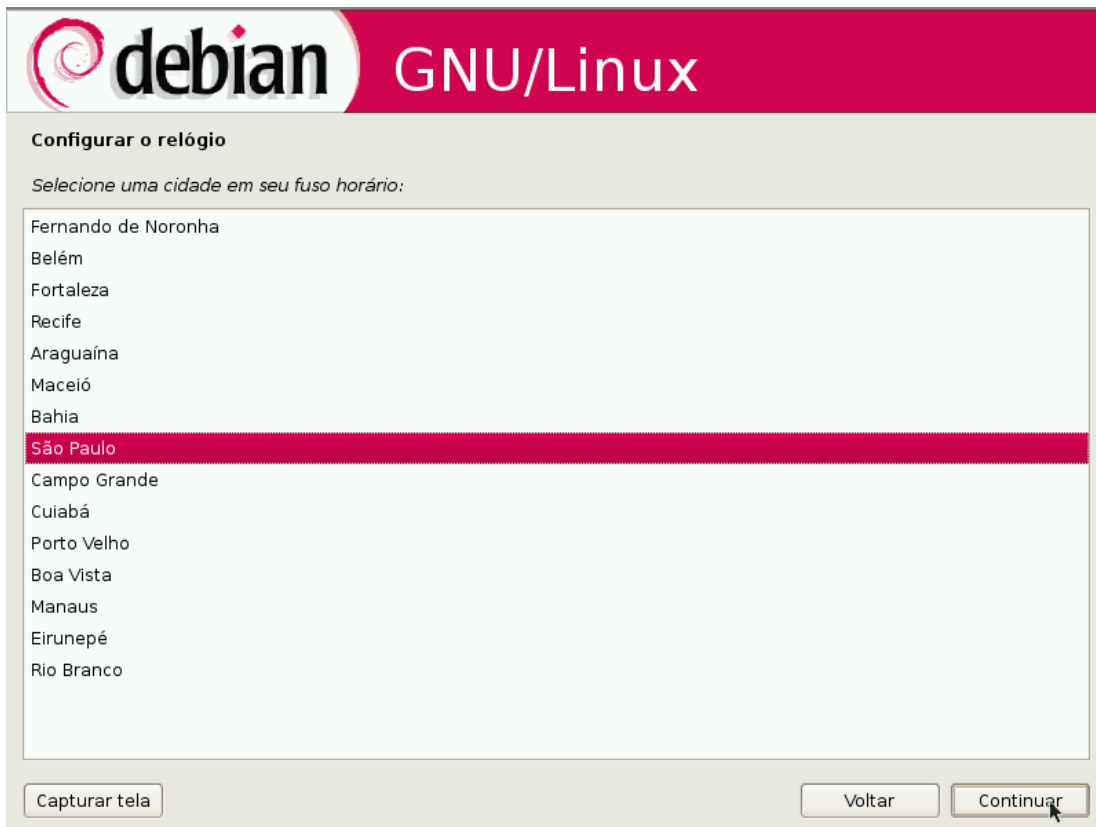 debian GNU/Linux
Configurar o relógio
Selecione uma cidade em seu fuso horário:
Fernando de Noronha
Belém
Fortaleza
Recife
Araguaína
Maceió
Bahia
São Paulo
Campo Grande
Cuiabá
Porto Velho
Boa Vista
Manaus
Eirunepé
Rio Branco
Capturar tela Voltar Continuar